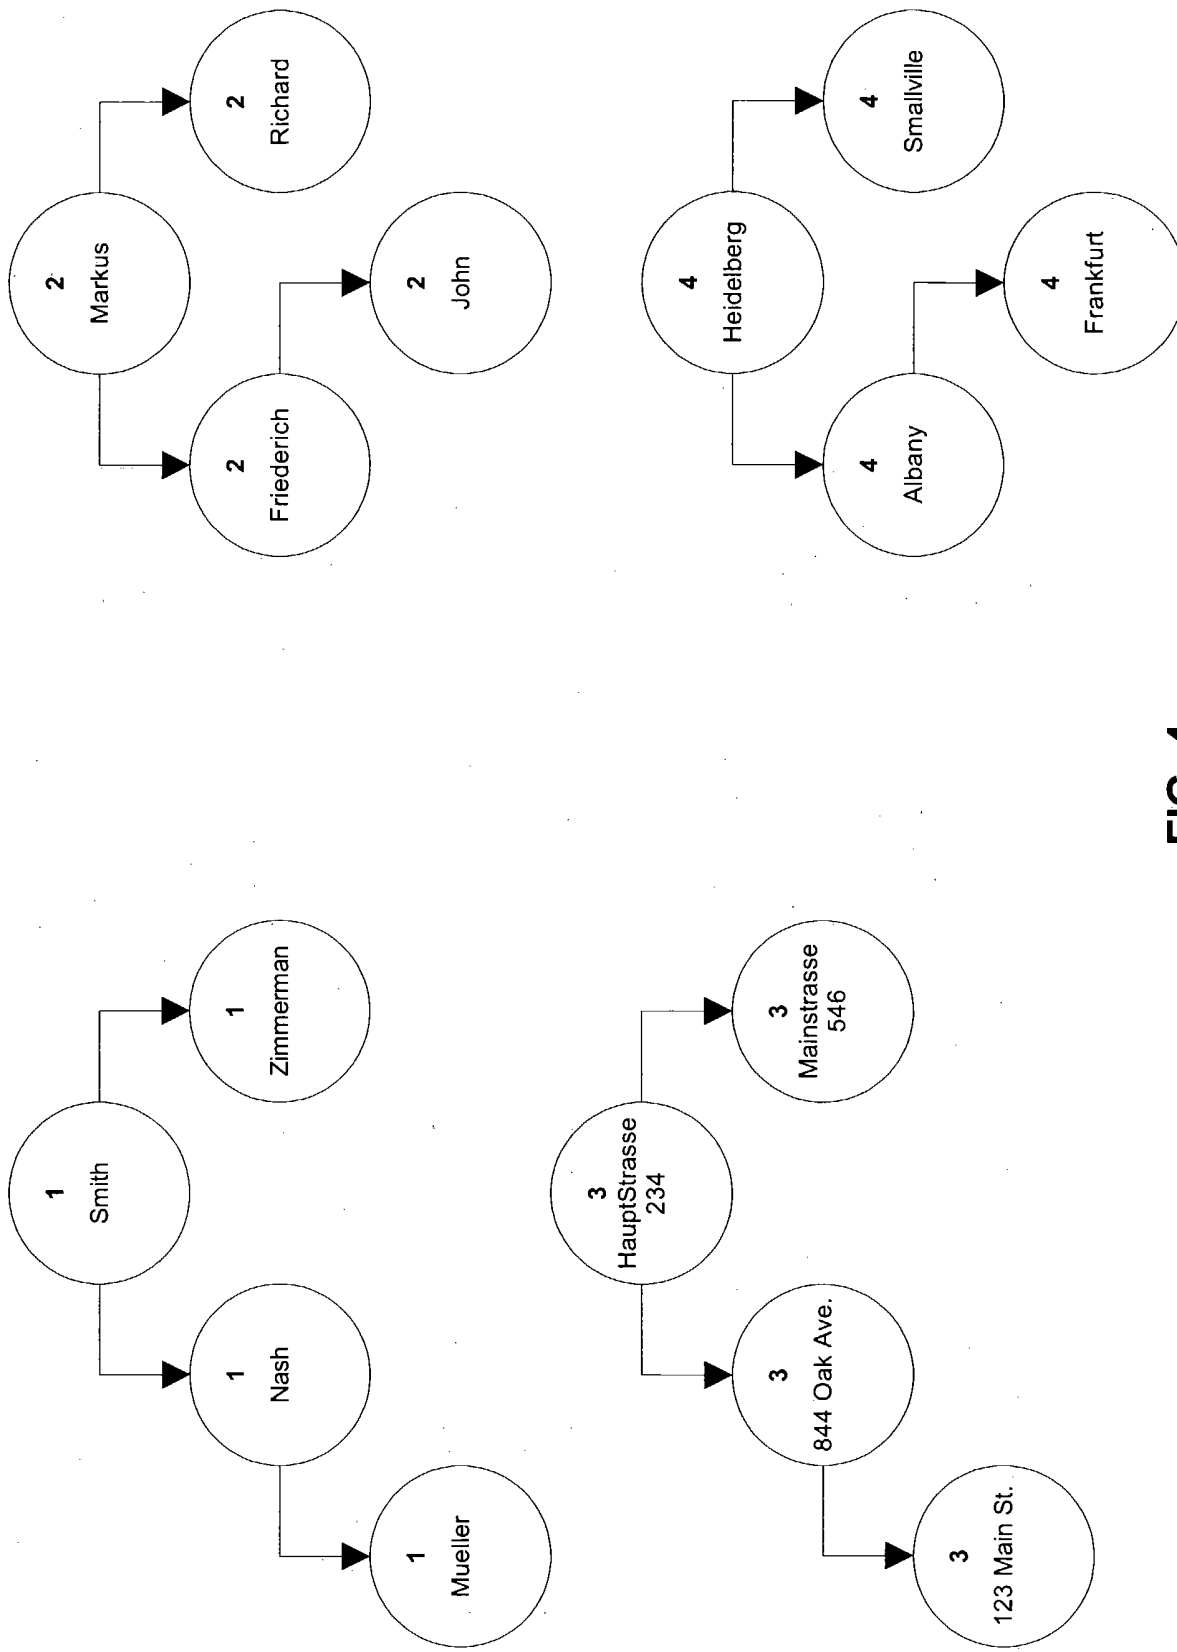 1
Smith
1
Nash
1
Zimmerman
1
Mueller
2
Markus
2
Friederich
2
Richard
2
John
3
HauptStrasse
234
3
844 Oak Ave.
3
Mainstrasse
546
3
123 Main St.
4
Heidelberg
4
Albany
4
Smallville
4
Frankfurt
FIG.